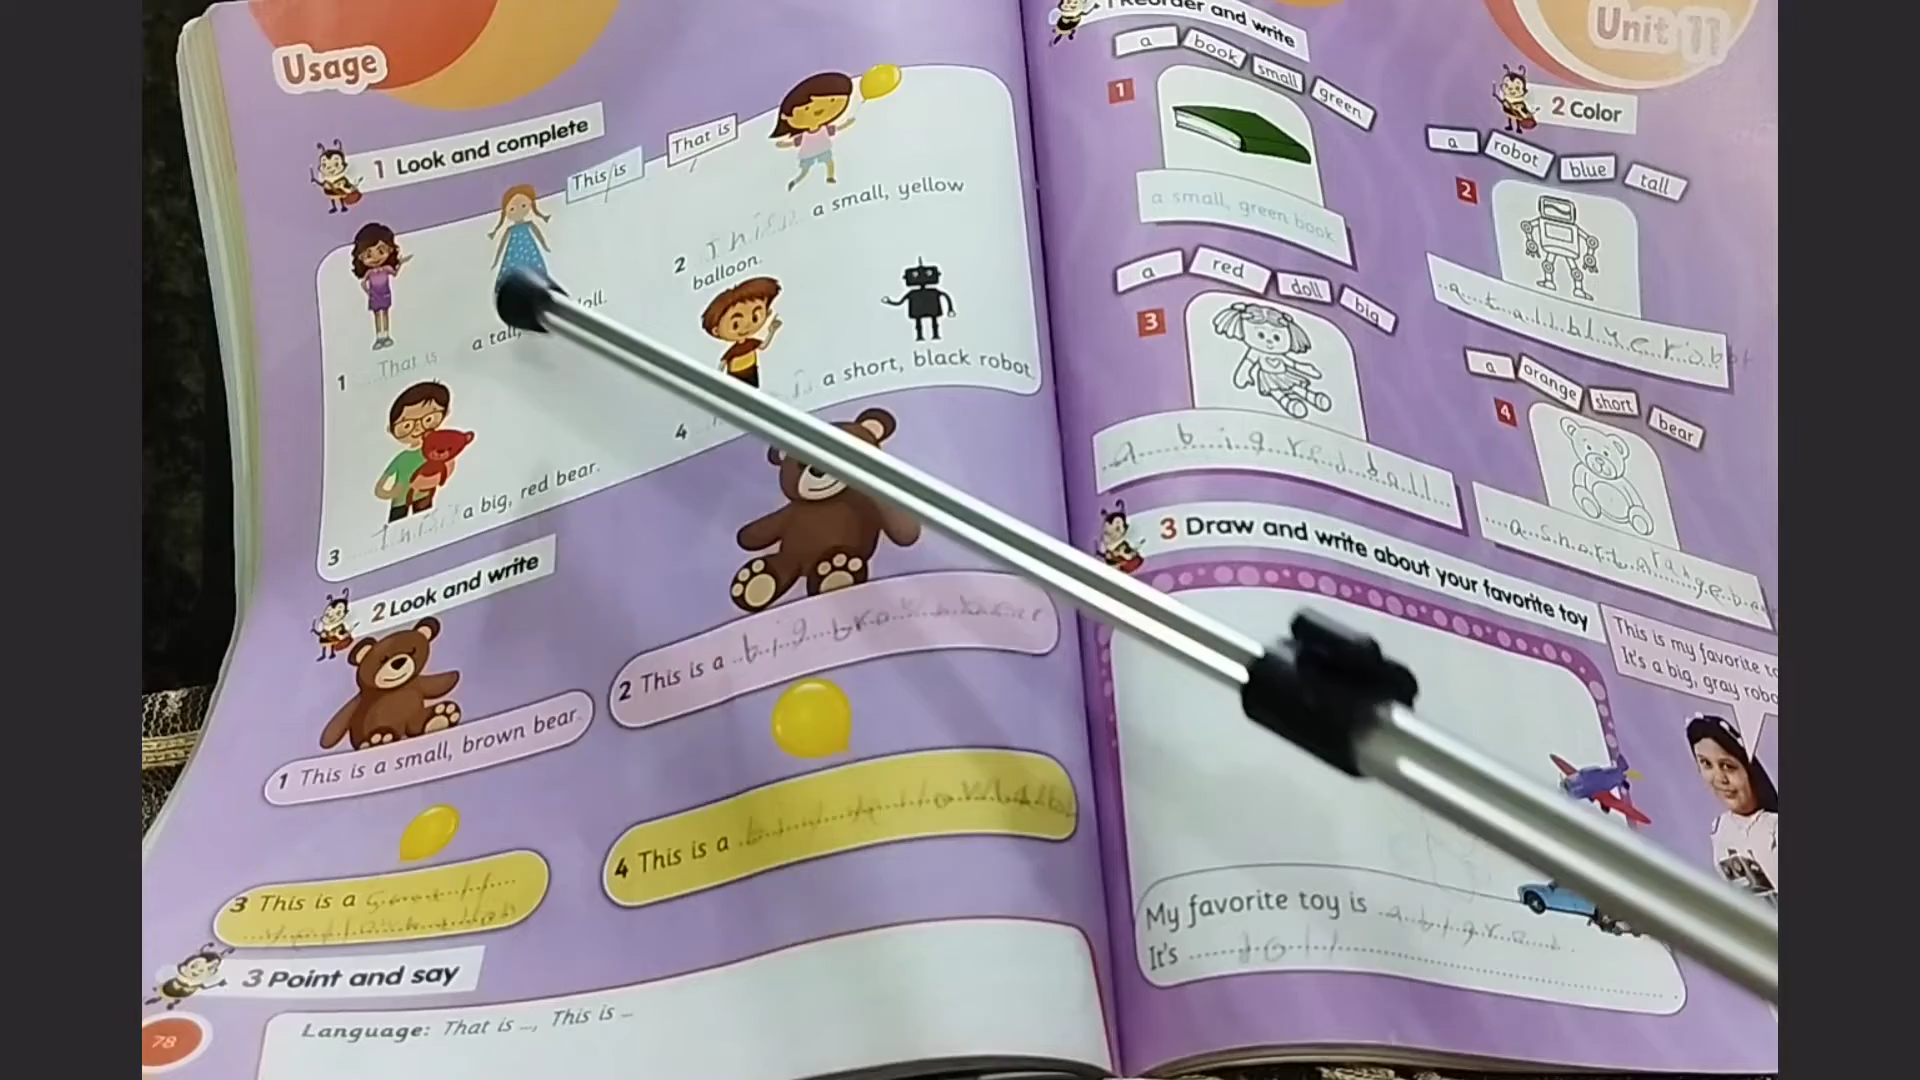 Usage
1 Look and complete
This is
That is
1 That is a tall,
2 This is a small, yellow
balloon.
3 This is a big, red bear.
4 is a short, black robot
2 Look and write
1 This is a small, brown bear.
2 This is a big brown bear
3 This is a small
4 This is a
3 Point and say
Language: That is –, This is –
78
1 Reorder and write
Unit 11
a book small green
1
a small, green book
2 Color
a robot blue tall
2
a tall blue robot
a red doll big
3
a big red ball
a orange short bear
4
a short orange
3 Draw and write about your favorite toy
This is my favorite
It's a big, gray
My favorite toy is a big red
It's doll